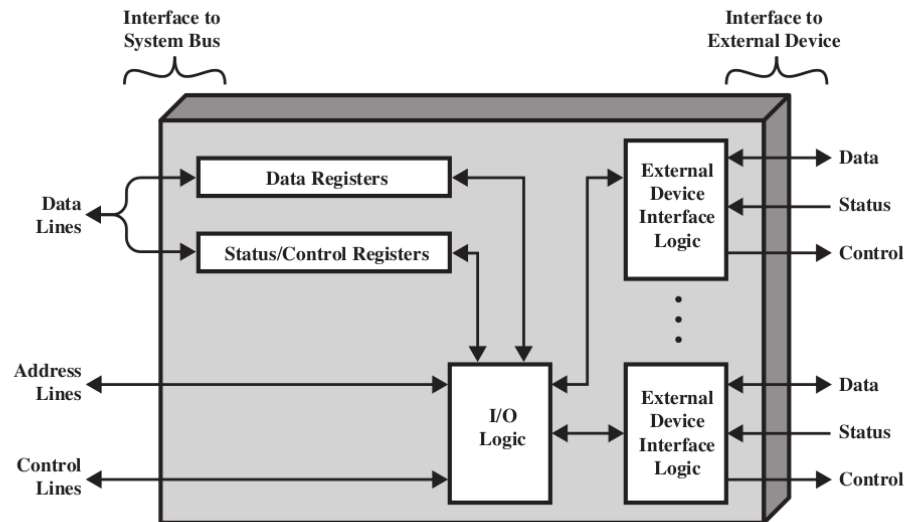 Interface to
System Bus
Interface to
External Device
Data Registers
Data
Lines
Status/Control Registers
External
Device
Interface
Logic
Data
Status
Control
Address
Lines
I/O
Logic
Control
Lines
External
Device
Interface
Logic
Data
Status
Control